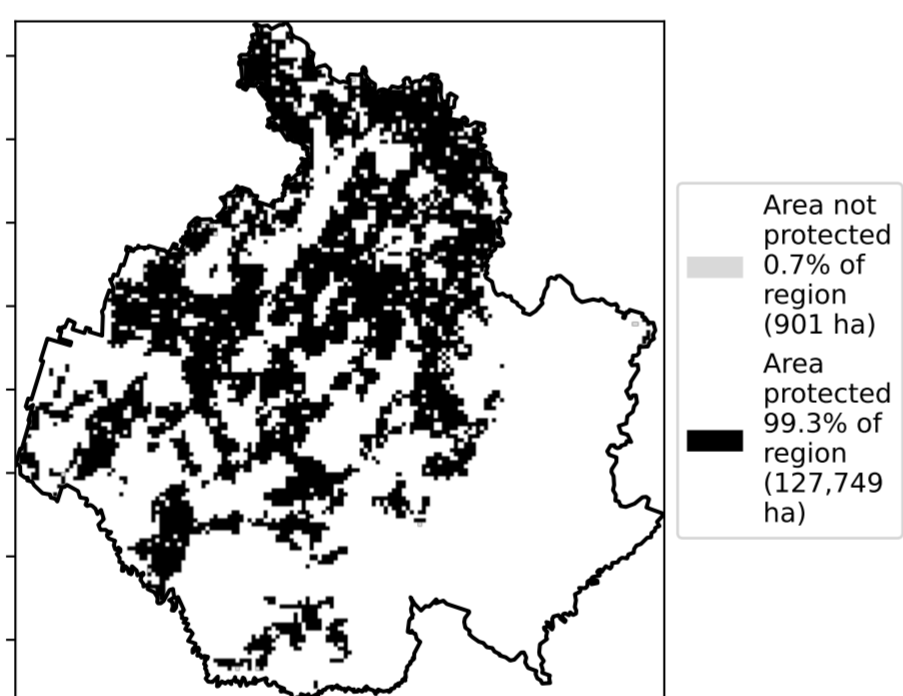 Area not
protected
0.7% of
region
(901 ha)
Area
protected
99.3% of
region
(127,749
ha)